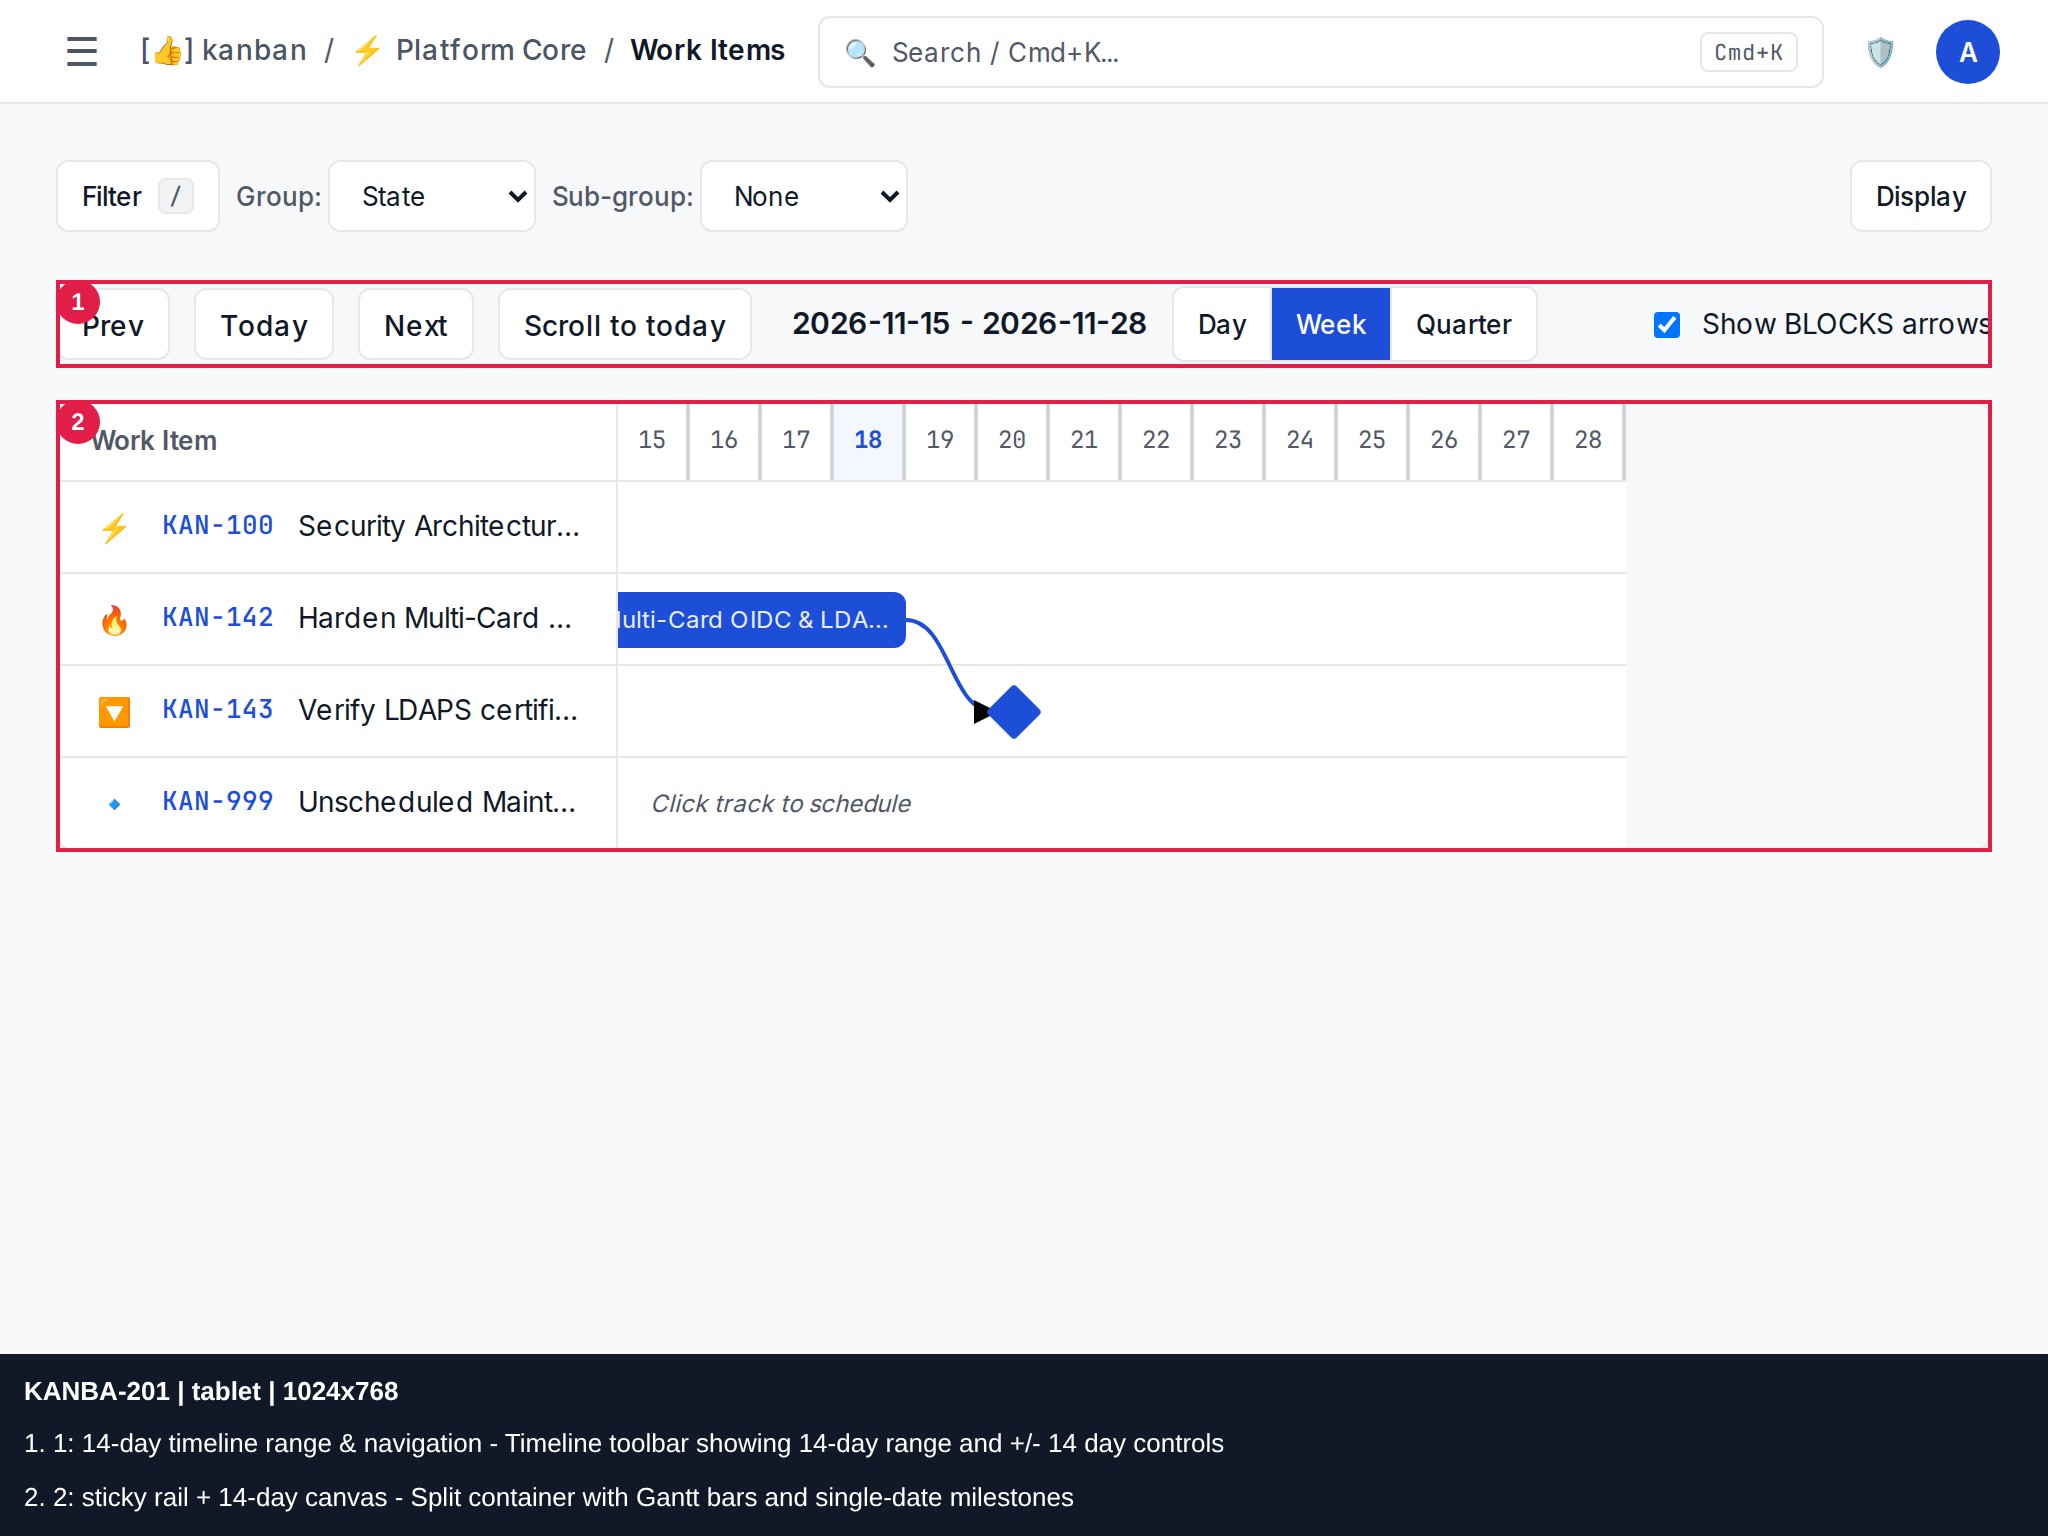 ☰ [👍] kanban / ⚡ Platform Core / Work Items 🔍 Search / Cmd+K... Cmd+K 🛡️ A
Filter / Group: State Sub-group: None Display
1 Prev Today Next Scroll to today 2026-11-15 - 2026-11-28 Day Week Quarter Show BLOCKS arrows
2 Work Item 15 16 17 18 19 20 21 22 23 24 25 26 27 28
⚡ KAN-100 Security Architectur...
🔥 KAN-142 Harden Multi-Card ... ulti-Card OIDC & LDA...
🔽 KAN-143 Verify LDAPS certifi...
🔹 KAN-999 Unscheduled Maint... Click track to schedule
KANBA-201 | tablet | 1024x768
1. 1: 14-day timeline range & navigation - Timeline toolbar showing 14-day range and +/- 14 day controls
2. 2: sticky rail + 14-day canvas - Split container with Gantt bars and single-date milestones